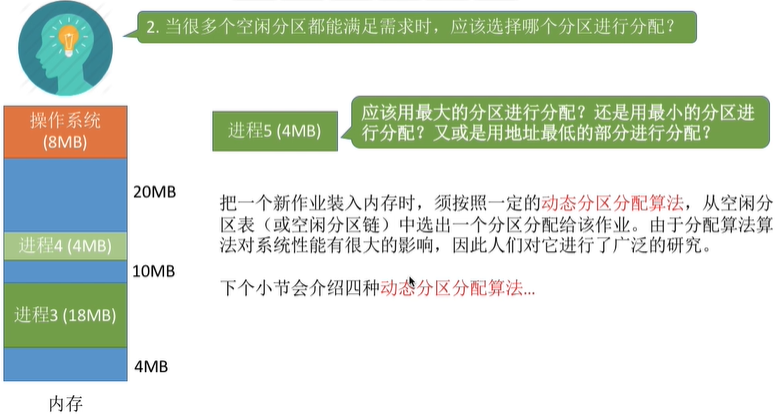 2. 当很多个空闲分区都能满足需求时，应该选择哪个分区进行分配？
操作系统
(8MB)
20MB
进程4 (4MB)
10MB
进程3 (18MB)
4MB
内存
进程5 (4MB)
应该用最大的分区进行分配？还是用最小的分区进
行分配？又或是用地址最低的部分进行分配？
把一个新作业装入内存时，须按照一定的动态分区分配算法，从空闲分
区表（或空闲分区链）中选出一个分区分配给该作业。由于分配算法算
法对系统性能有很大的影响，因此人们对它进行了广泛的研究。
下个小节会介绍四种动态分区分配算法...